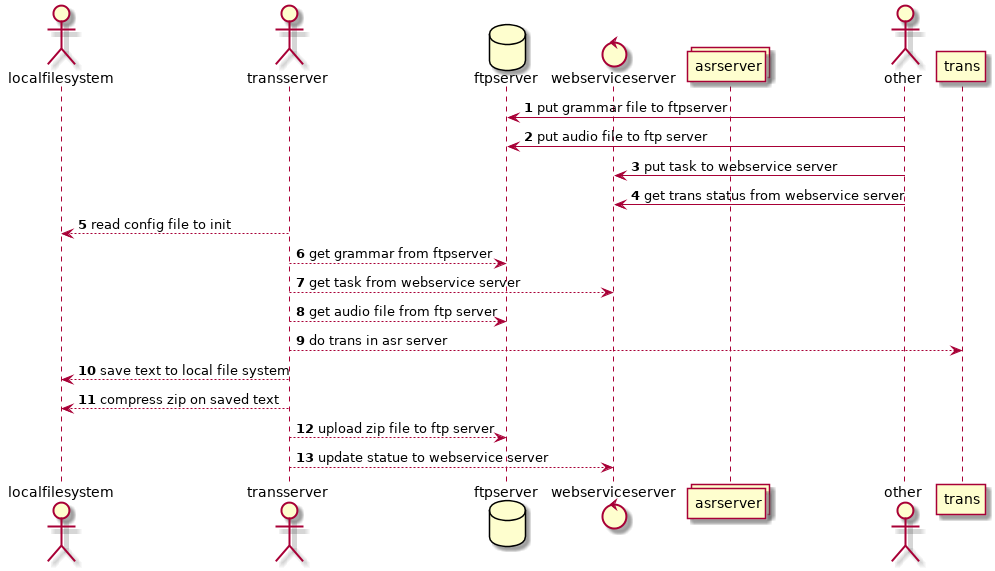 localfilesystem transserver ftpserver webserviceserver asrserver other trans
1 put grammar file to ftpserver
2 put audio file to ftp server
3 put task to webservice server
4 get trans status from webservice server
5 read config file to init
6 get grammar from ftpserver
7 get task from webservice server
8 get audio file from ftp server
9 do trans in asr server
10 save text to local file system
11 compress zip on saved text
12 upload zip file to ftp server
13 update statue to webservice server
localfilesystem transserver ftpserver webserviceserver asrserver other trans